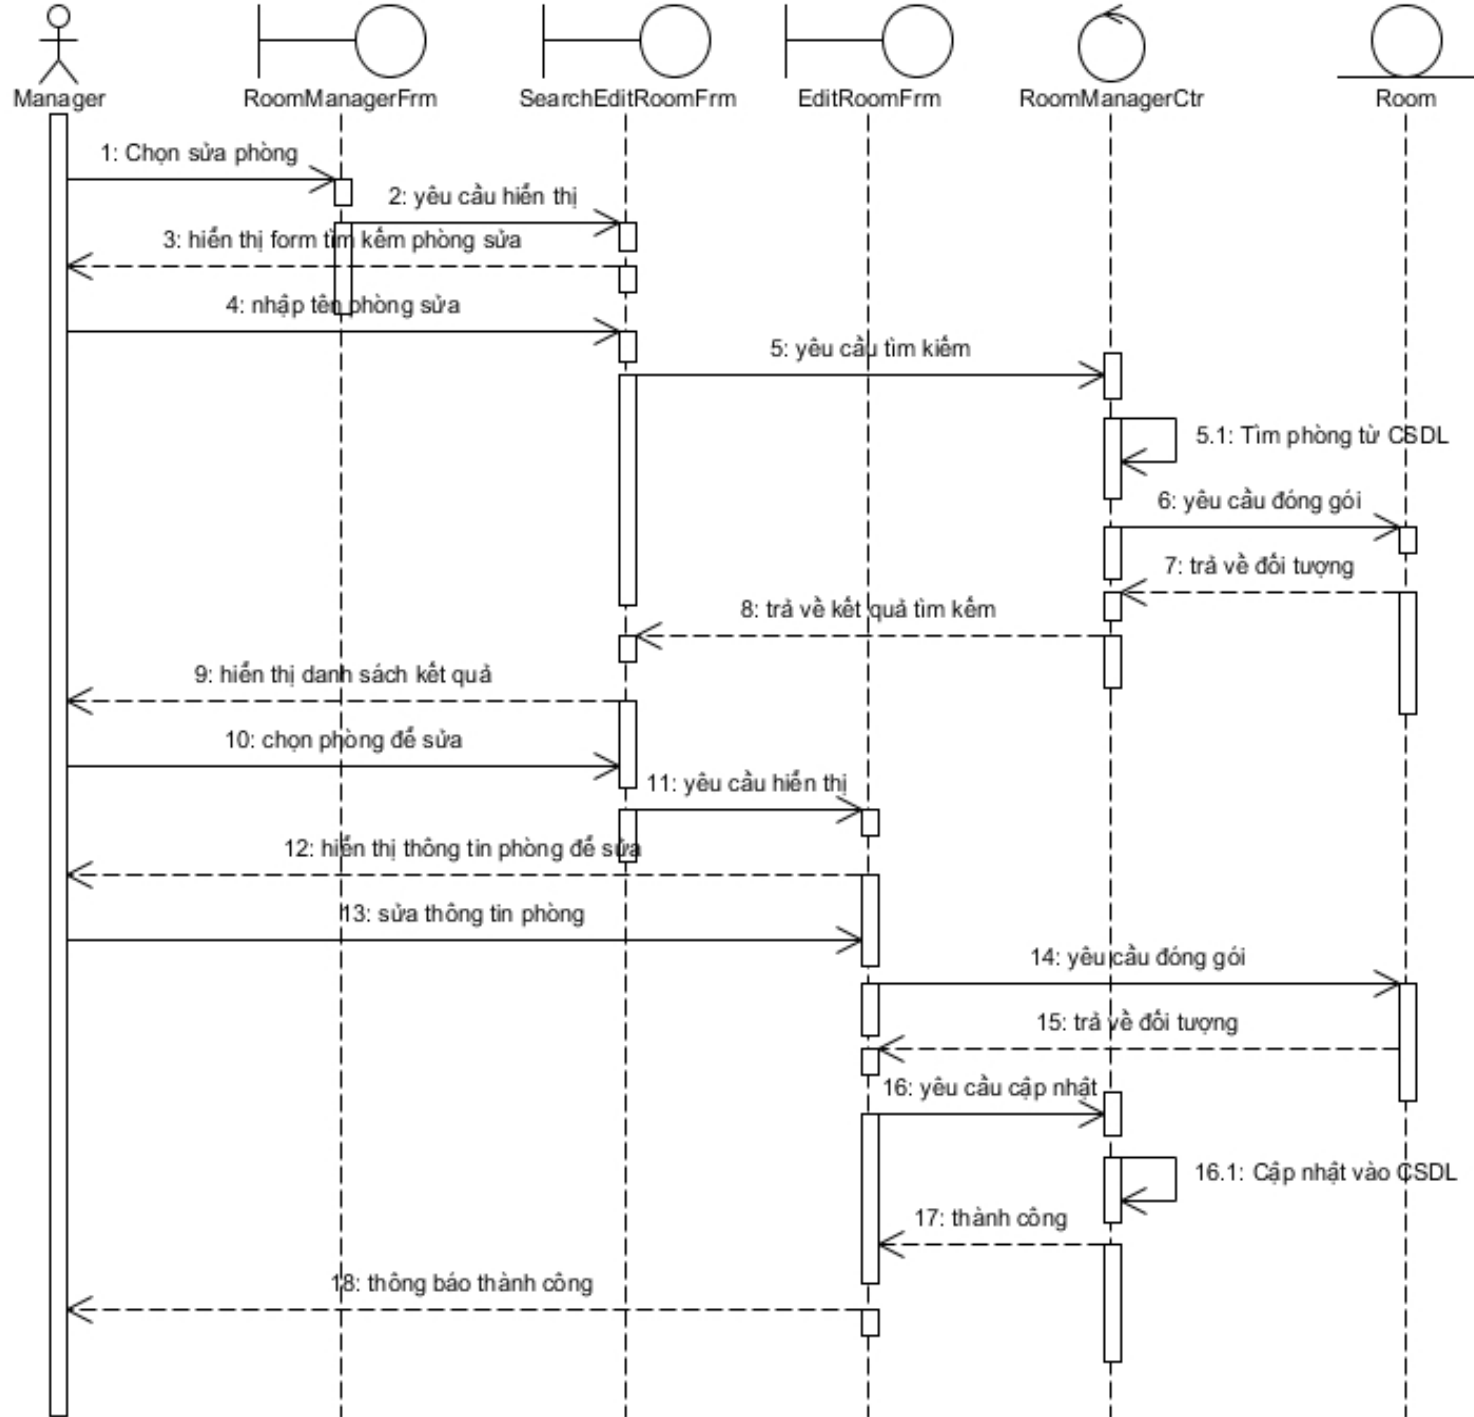 Manager
RoomManagerFrm
SearchEditRoomFrm
EditRoomFrm
RoomManagerCtr
Room
1: Chọn sửa phòng
2: yêu cầu hiển thị
3: hiển thị form tìm kếm phòng sửa
4: nhập tên phòng sửa
5: yêu cầu tìm kiếm
5.1: Tìm phòng từ CSDL
6: yêu cầu đóng gói
7: trả về đối tượng
8: trả về kết quả tìm kếm
9: hiển thị danh sách kết quả
10: chọn phòng để sửa
11: yêu cầu hiển thị
12: hiển thị thông tin phòng để sửa
13: sửa thông tin phòng
14: yêu cầu đóng gói
15: trả về đối tượng
16: yêu cầu cập nhật
16.1: Cập nhật vào CSDL
17: thành công
18: thông báo thành công